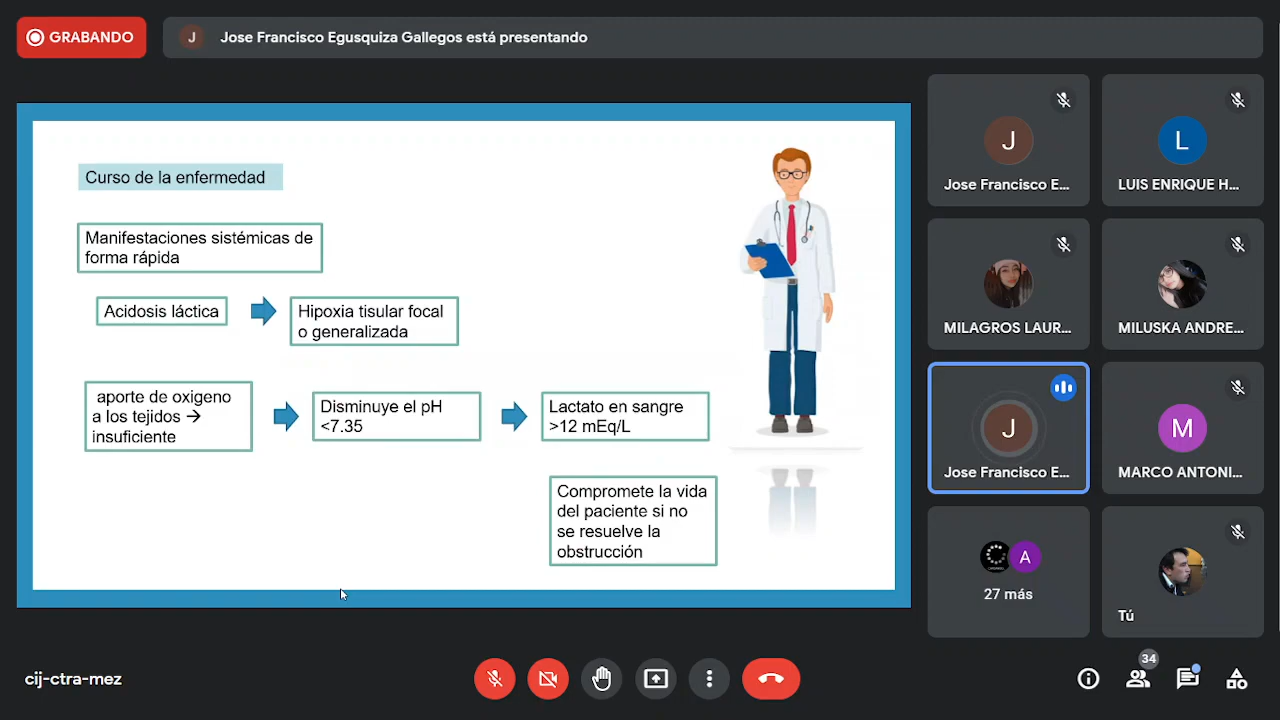 GRABANDO
J
Jose Francisco Egusquiza Gallegos está presentando
Curso de la enfermedad
Manifestaciones sistémicas de
forma rápida
Acidosis láctica
Hipoxia tisular focal
o generalizada
aporte de oxigeno
a los tejidos →
insuficiente
Disminuye el pH
<7.35
Lactato en sangre
>12 mEq/L
Compromete la vida
del paciente si no
se resuelve la
obstrucción
J
Jose Francisco E...
L
LUIS ENRIQUE H...
MILAGROS LAUR...
MILUSKA ANDRE...
J
Jose Francisco E...
M
MARCO ANTONI...
A
27 más
Tú
cij-ctra-mez
34